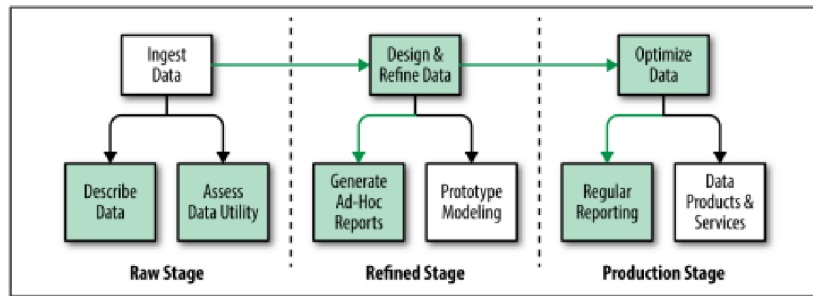 Ingest
Data
Design &
Refine Data
Optimize
Data
Describe
Data
Assess
Data Utility
Generate
Ad-Hoc
Reports
Prototype
Modeling
Regular
Reporting
Data
Products &
Services
Raw Stage
Refined Stage
Production Stage